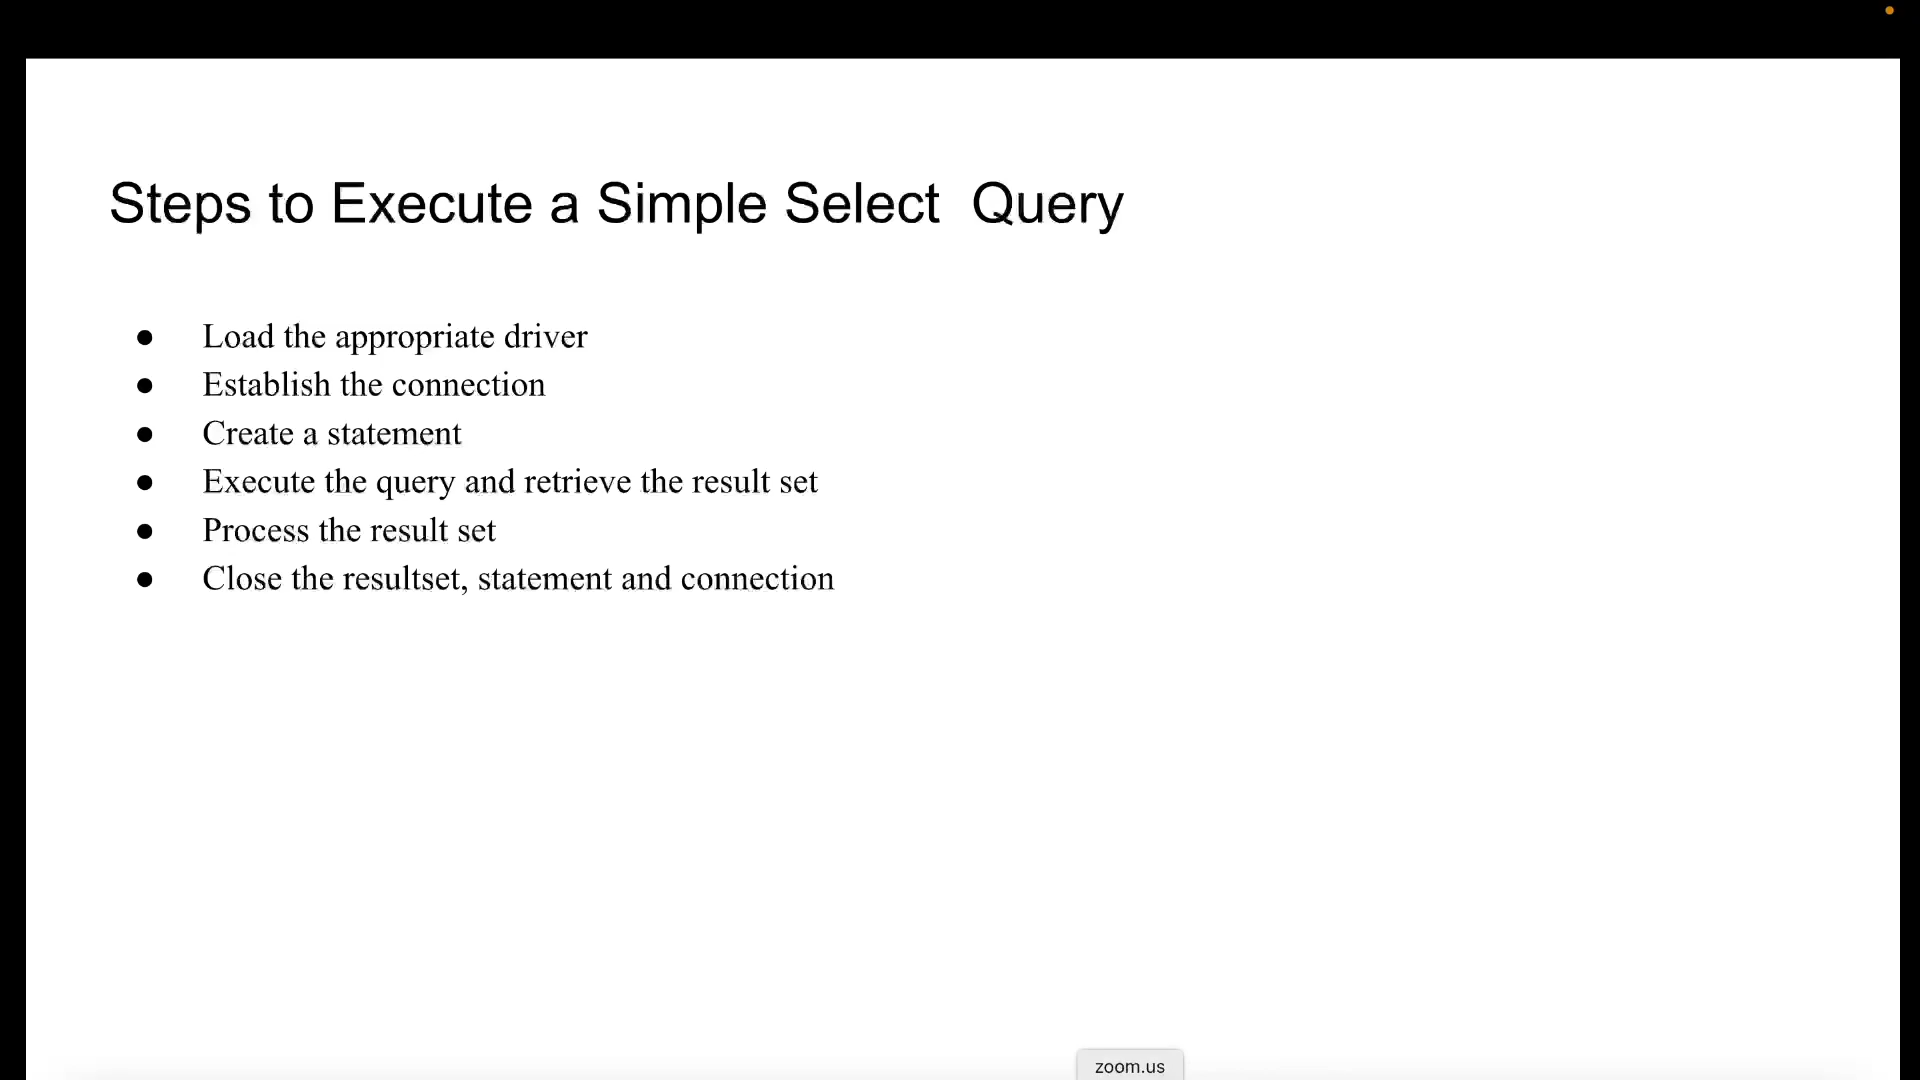 Steps to Execute a Simple Select  Query
● Load the appropriate driver
● Establish the connection
● Create a statement
● Execute the query and retrieve the result set
● Process the result set
● Close the resultset, statement and connection
zoom.us